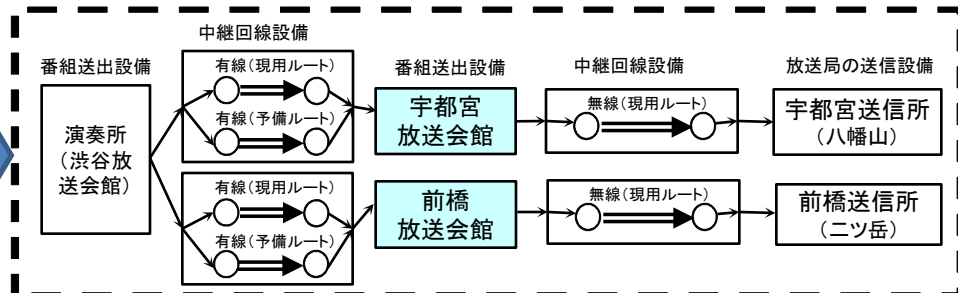 中継回線設備
番組送出設備
番組送出設備
中継回線設備
放送局の送信設備
演奏所
(渋谷放
送会館)
有線(現用ルート)
有線(予備ルート)
宇都宮
放送会館
無線(現用ルート)
宇都宮送信所
(八幡山)
有線(現用ルート)
有線(予備ルート)
前橋
放送会館
無線(現用ルート)
前橋送信所
(二ツ岳)